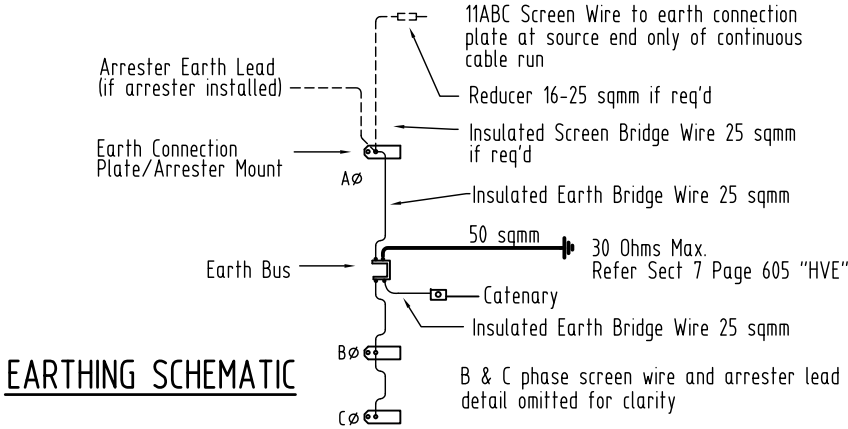 11ABC Screen Wire to earth connection
plate at source end only of continuous
cable run
Arrester Earth Lead
(if arrester installed)
Reducer 16-25 sqmm if req'd
Insulated Screen Bridge Wire 25 sqmm
if req'd
Earth Connection
Plate/Arrester Mount
AØ
Insulated Earth Bridge Wire 25 sqmm
50 sqmm
30 Ohms Max.
Refer Sect 7 Page 605 "HVE"
Earth Bus
Catenary
Insulated Earth Bridge Wire 25 sqmm
BØ
EARTHING SCHEMATIC
B & C phase screen wire and arrester lead
detail omitted for clarity
CØ